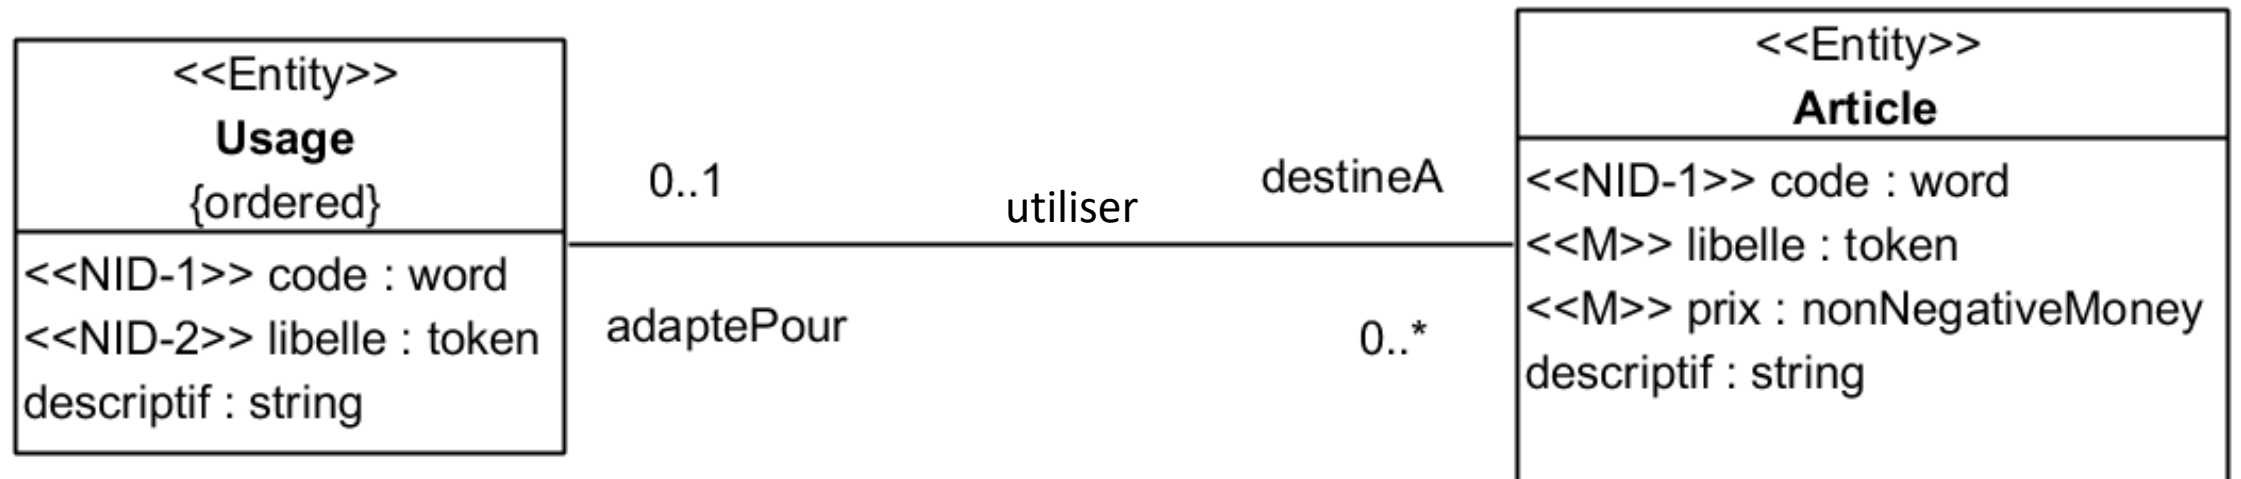 <<Entity>>
Usage
{ordered}
<<NID-1>> code : word
<<NID-2>> libelle : token
descriptif : string
0..1
adaptePour
utiliser
destineA
0..*
<<Entity>>
Article
<<NID-1>> code : word
<<M>> libelle : token
<<M>> prix : nonNegativeMoney
descriptif : string